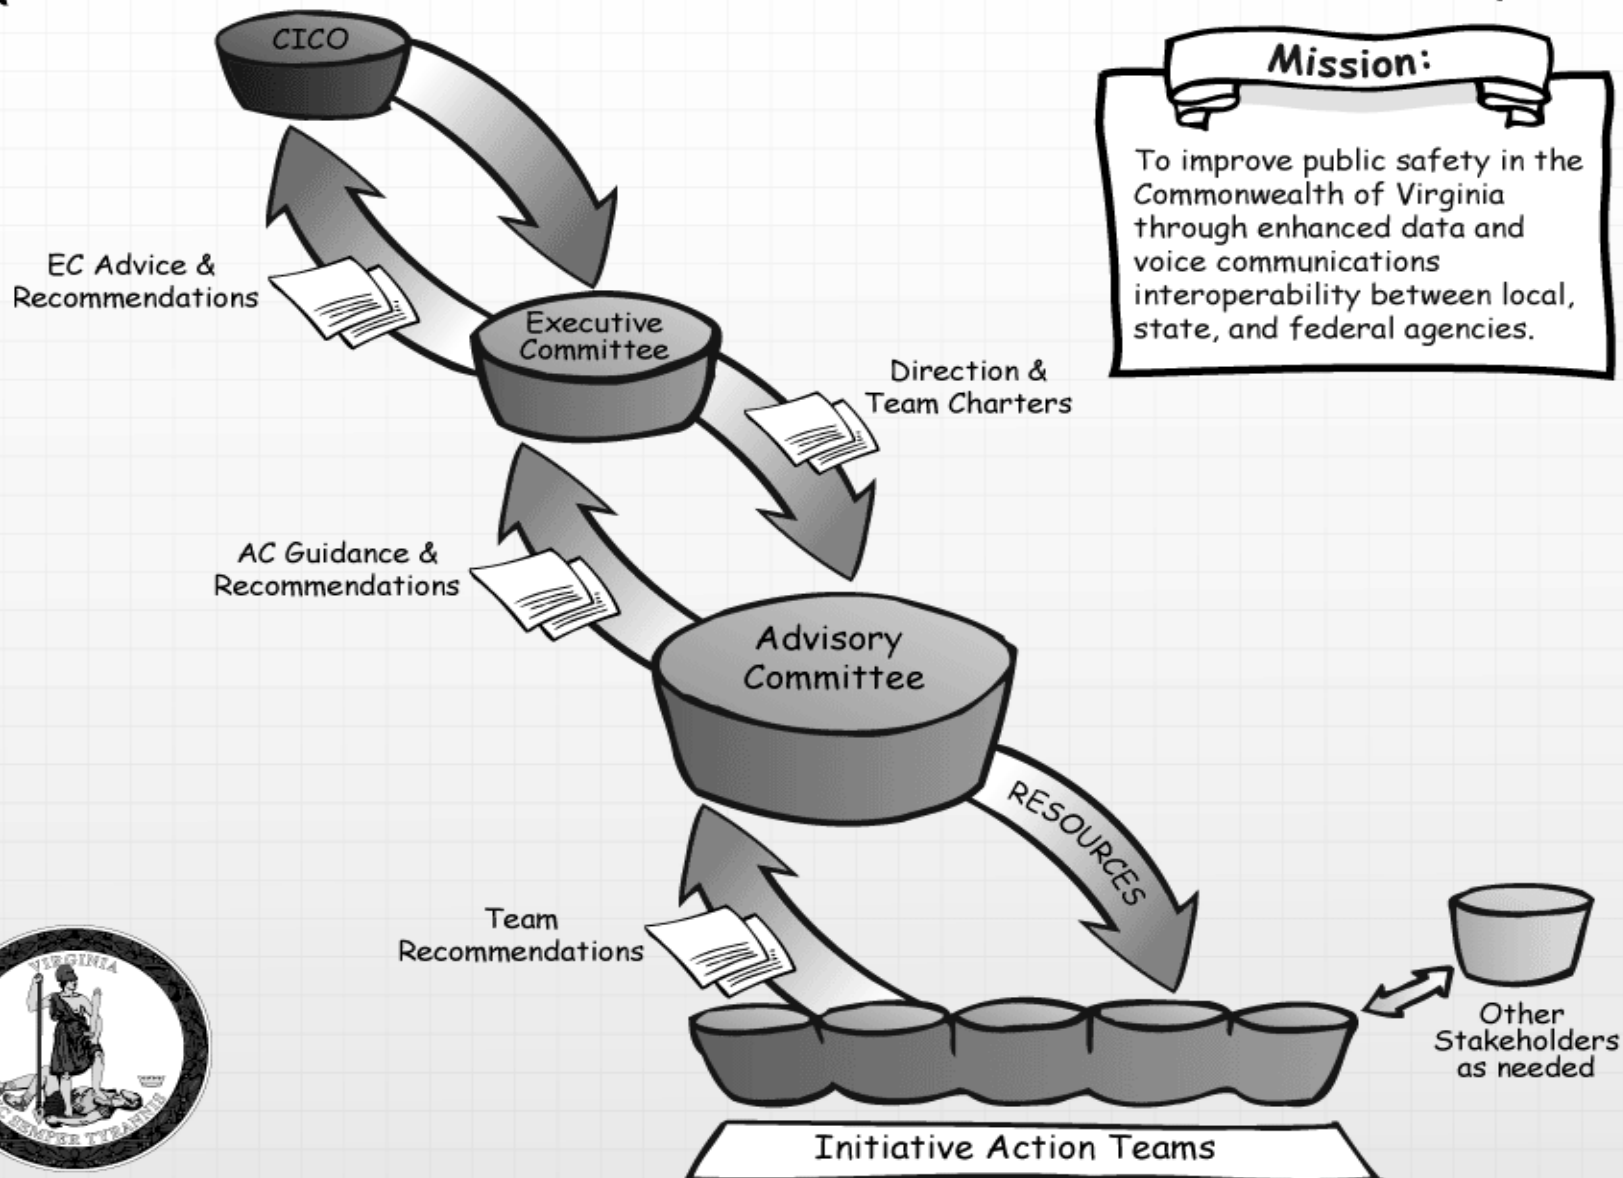 CICO
Mission:
To improve public safety in the
Commonwealth of Virginia
through enhanced data and
voice communications
interoperability between local,
state, and federal agencies.
EC Advice &
Recommendations
Executive
Committee
Direction &
Team Charters
AC Guidance &
Recommendations
Advisory
Committee
RESOURCES
Team
Recommendations
VIRGINIA
SEMPER TYRANNIS
Other
Stakeholders
as needed
Initiative Action Teams